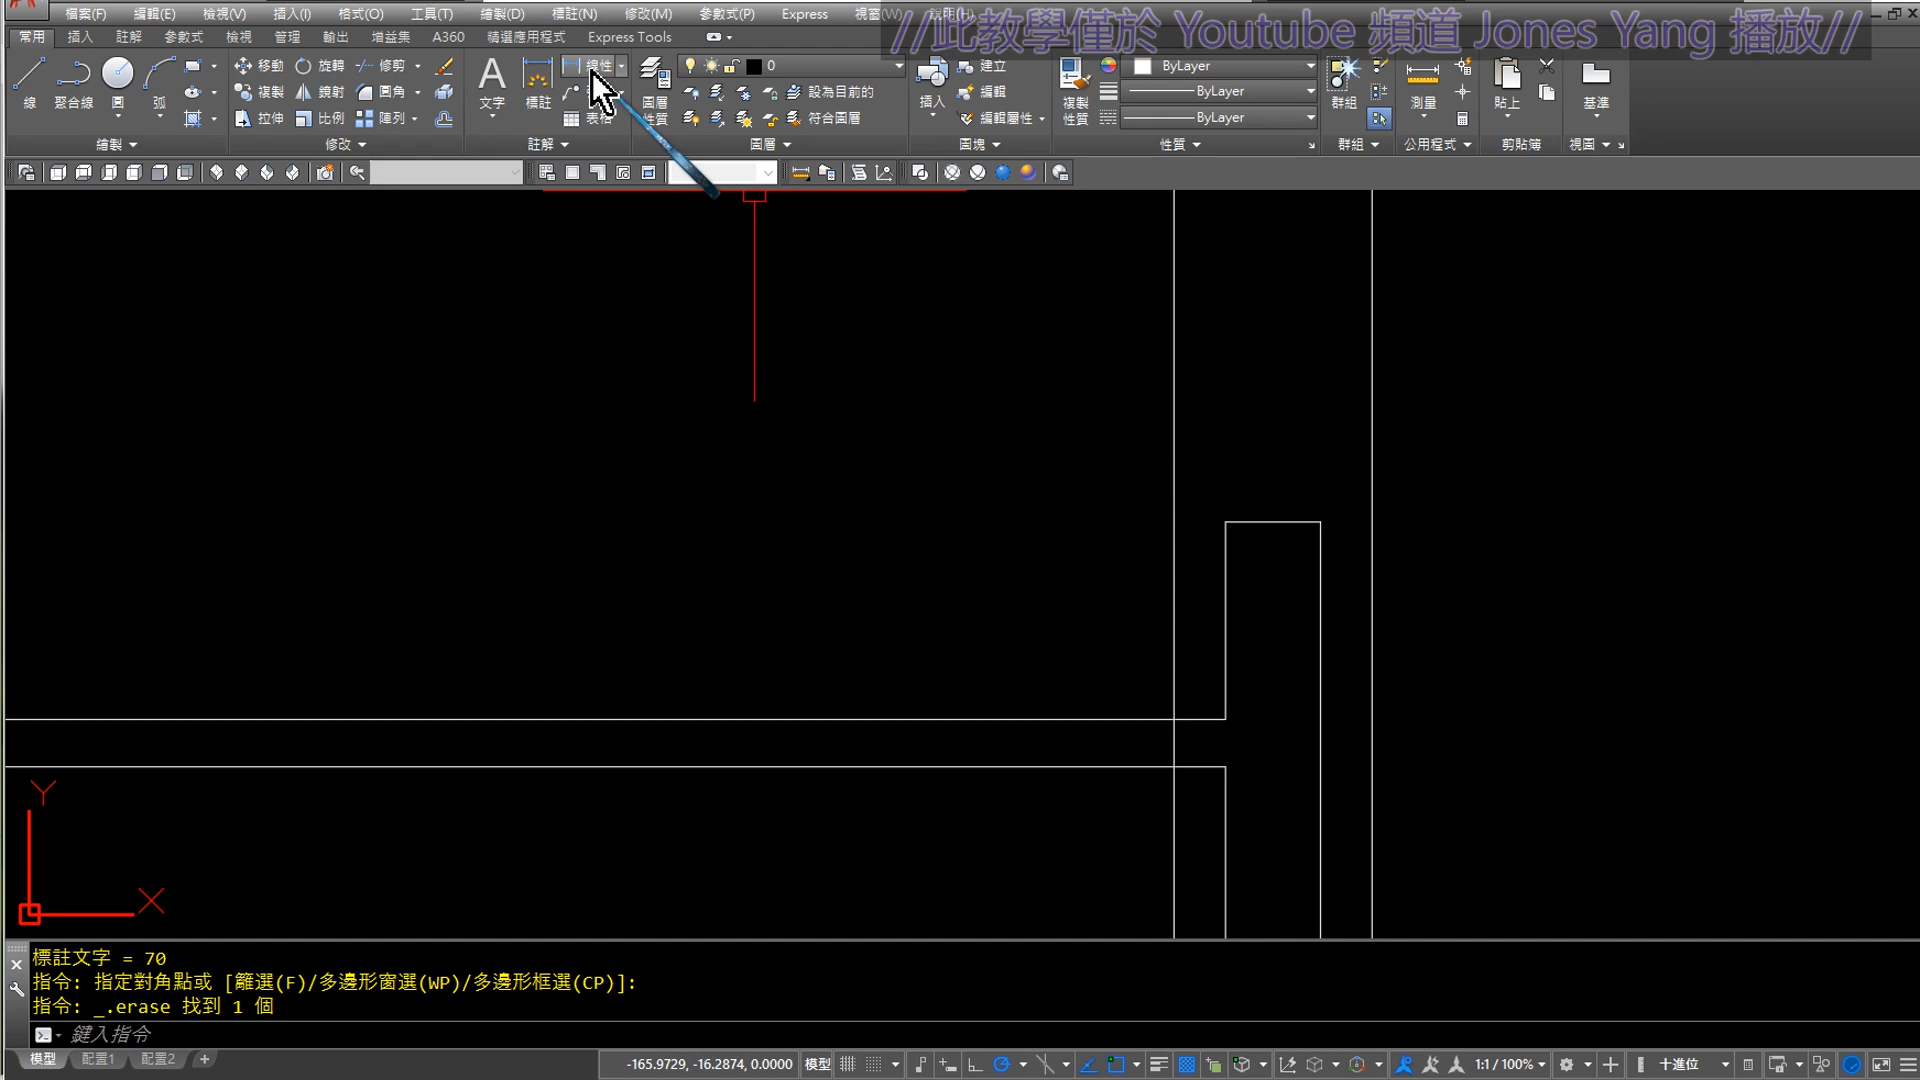 檔案(F) 編輯(E) 檢視(V) 插入(I) 格式(O) 工具(T) 繪製(D) 標註(N) 修改(M) 參數式(P) Express 視窗(W) 說明(H)
//此教學僅於 Youtube 頻道 Jones Yang 播放//
常用 插入 註解 參數式 檢視 管理 輸出 增益集 A360 精選應用程式 Express Tools
移動 旋轉 修剪 線性 0 建立 ByLayer
線 聚合線 圓 弧 複製 鏡射 圓角 文字 標註 圖層性質 設為目前的 插入 編輯 複製性質 ByLayer 群組 測量 貼上 基準
拉伸 比例 陣列 表格 符合圖層 編輯屬性 ByLayer
繪製 修改 註解 圖層 圖塊 性質 群組 公用程式 剪貼簿 視圖
Y
X
標註文字 = 70
指令: 指定對角點或 [籬選(F)/多邊形窗選(WP)/多邊形框選(CP)]:
指令: _.erase 找到 1 個
鍵入指令
模型 配置1 配置2 +
-165.9729, -16.2874, 0.0000 模型 1:1 / 100% 十進位